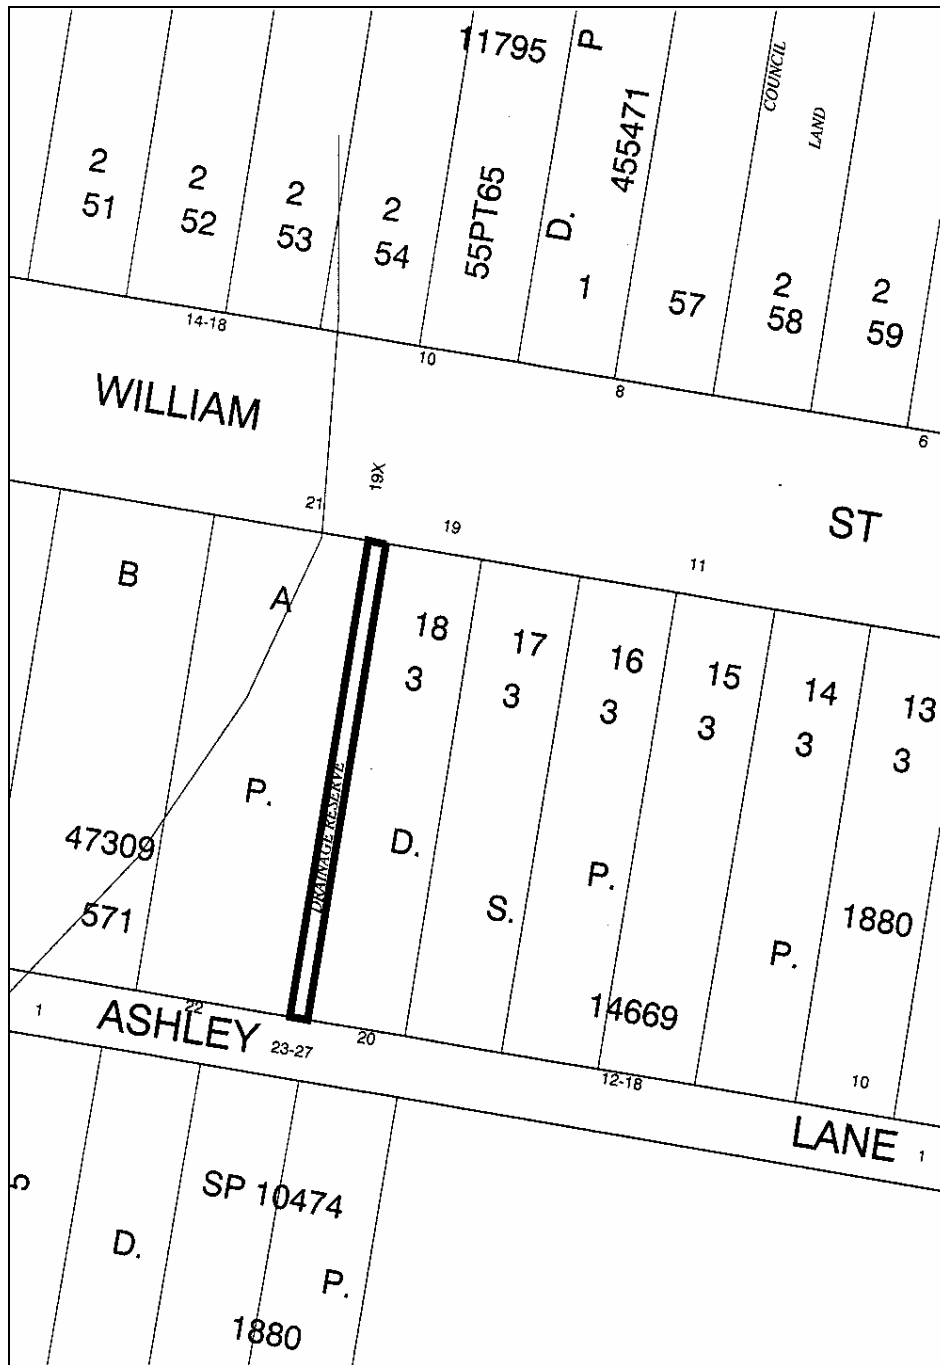 11795
D. P
455471
COUNCIL
LAND
2
51
2
52
2
53
2
54
55PT65
1
57
2
58
2
59
14-18
10
8
6
WILLIAM
ST
21
19X
19
11
B
A
18
3
17
3
16
3
15
3
14
3
13
3
DRAINAGE RESERVE
P.
47309
571
D.
S.
P.
P.
1880
14669
1
22
ASHLEY
23-27
20
12-18
10
LANE
1
5
SP 10474
D.
P.
1880